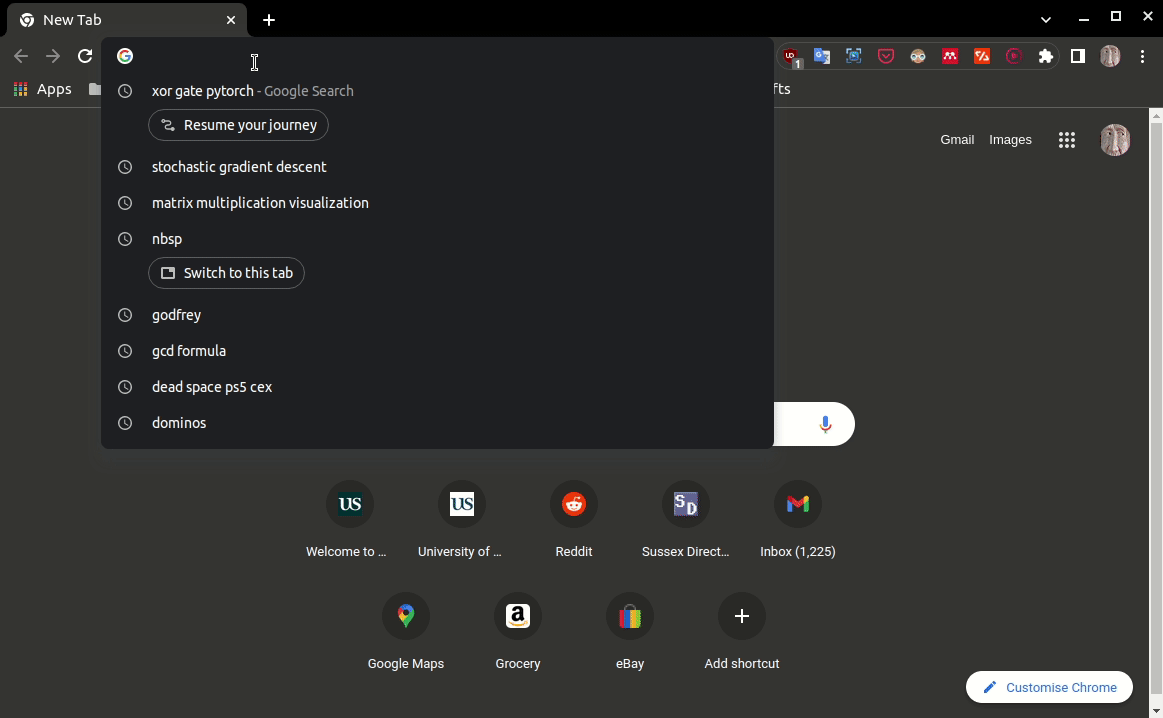 New Tab
1
Apps
fts
xor gate pytorch - Google Search
Resume your journey
stochastic gradient descent
matrix multiplication visualization
nbsp
Switch to this tab
godfrey
gcd formula
dead space ps5 cex
dominos
Gmail Images
US US S D a
Welcome to ... University of ... Reddit Sussex Direct... Inbox (1,225)
Google Maps Grocery eBay Add shortcut
Customise Chrome